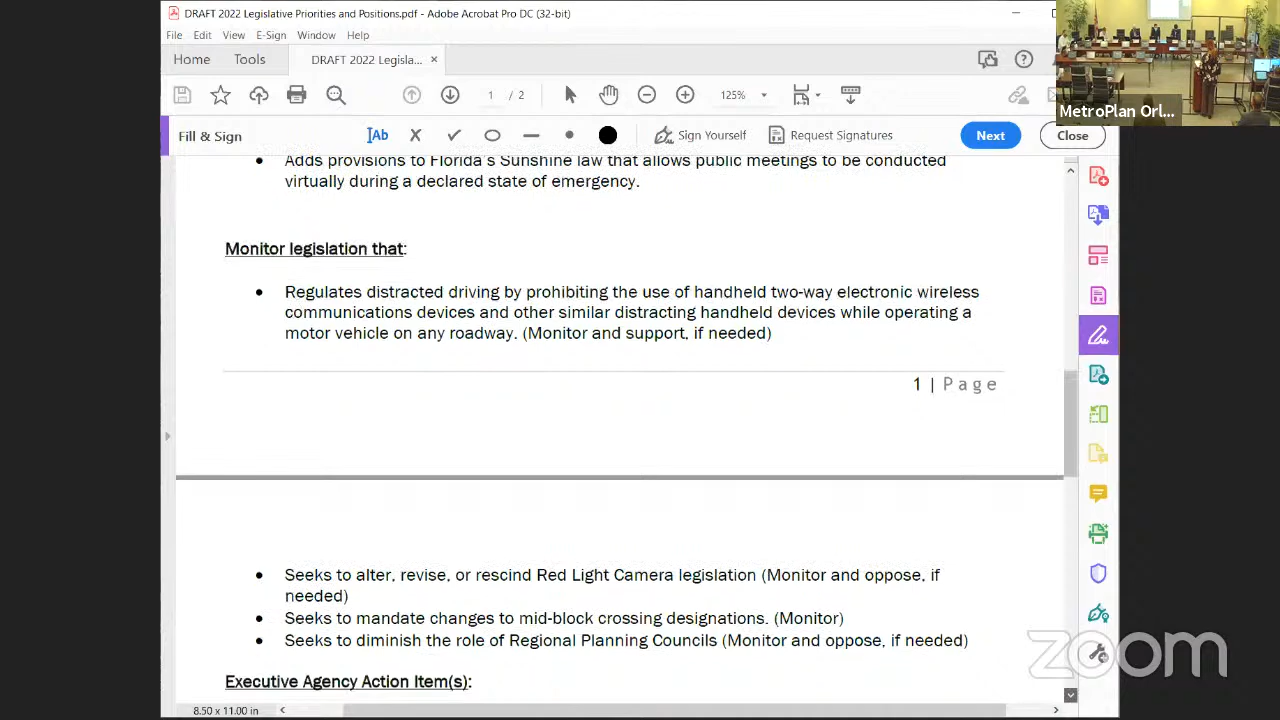 DRAFT 2022 Legislative Priorities and Positions.pdf - Adobe Acrobat Pro DC (32-bit)
File Edit View E-Sign Window Help
Home Tools DRAFT 2022 Legisla... ×
1 / 2 125%
MetroPlan Orl...
Fill & Sign Ab Sign Yourself Request Signatures Next Close
Adds provisions to Florida's Sunshine law that allows public meetings to be conducted
virtually during a declared state of emergency.
Monitor legislation that:
Regulates distracted driving by prohibiting the use of handheld two-way electronic wireless
communications devices and other similar distracting handheld devices while operating a
motor vehicle on any roadway. (Monitor and support, if needed)
1 | Page
Seeks to alter, revise, or rescind Red Light Camera legislation (Monitor and oppose, if
needed)
Seeks to mandate changes to mid-block crossing designations. (Monitor)
Seeks to diminish the role of Regional Planning Councils (Monitor and oppose, if needed)
zoom
Executive Agency Action Item(s):
8.50 x 11.00 in